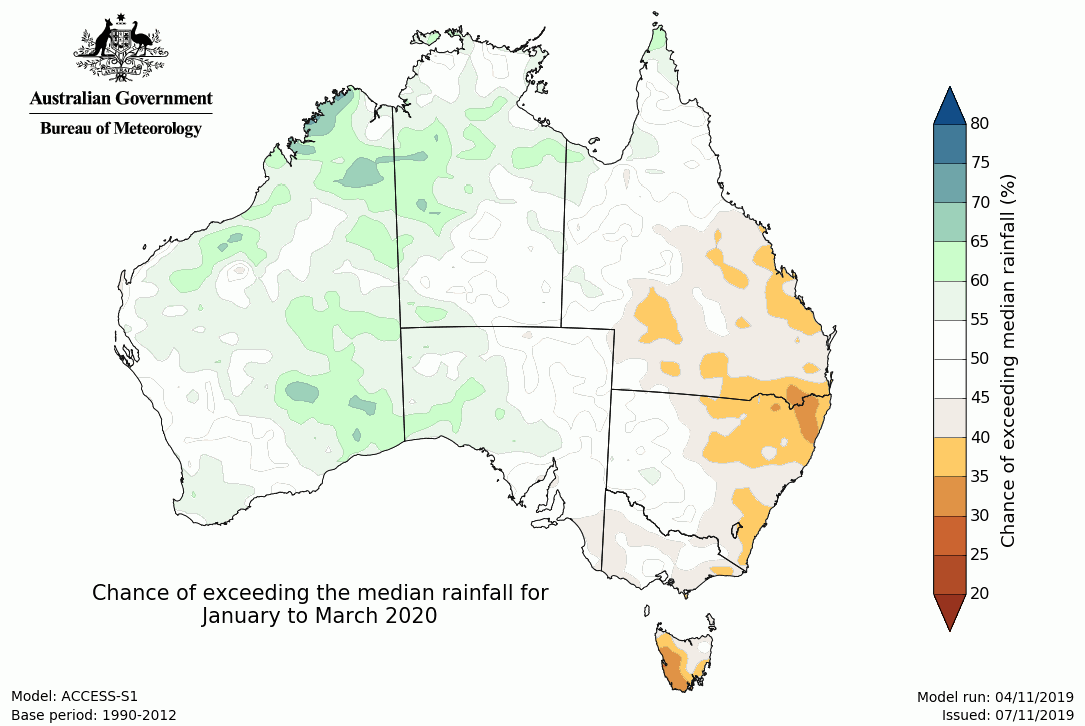 Australian Government
Bureau of Meteorology
80
75
70
65
60
55
50
45
40
35
30
25
20
Chance of exceeding median rainfall (%)
Chance of exceeding the median rainfall for
January to March 2020
Model: ACCESS-S1
Base period: 1990-2012
Model run: 04/11/2019
Issued: 07/11/2019